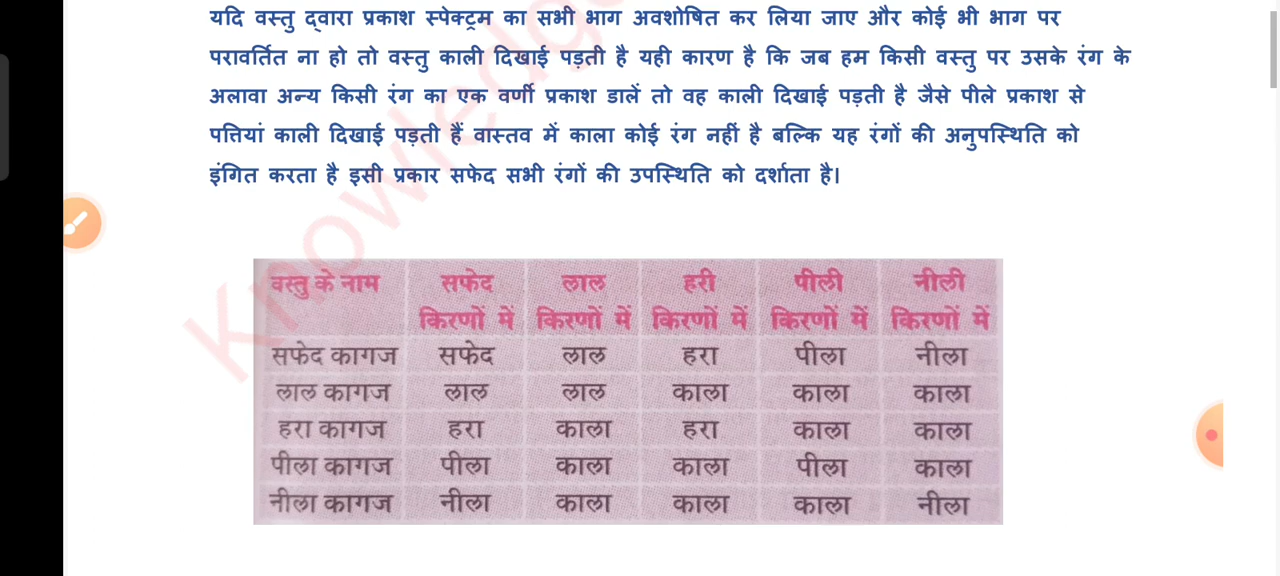 यदि वस्तु द्वारा प्रकाश स्पेक्ट्रम का सभी भाग अवशोषित कर लिया जाए और कोई भी भाग पर
परावर्तित ना हो तो वस्तु काली दिखाई पड़ती है यही कारण है कि जब हम किसी वस्तु पर उसके रंग के
अलावा अन्य किसी रंग का एक वर्णी प्रकाश डालें तो वह काली दिखाई पड़ती है जैसे पीले प्रकाश से
पत्तियां काली दिखाई पड़ती हैं वास्तव में काला कोई रंग नहीं है बल्कि यह रंगों की अनुपस्थिति को
इंगित करता है इसी प्रकार सफेद सभी रंगों की उपस्थिति को दर्शाता है।
Knowledge
वस्तु के नाम सफेद लाल हरी पीली नीली
किरणों में किरणों में किरणों में किरणों में किरणों में
सफेद कागज सफेद लाल हरा पीला नीला
लाल कागज लाल लाल काला काला काला
हरा कागज हरा काला हरा काला काला
पीला कागज पीला काला काला पीला काला
नीला कागज नीला काला काला काला नीला